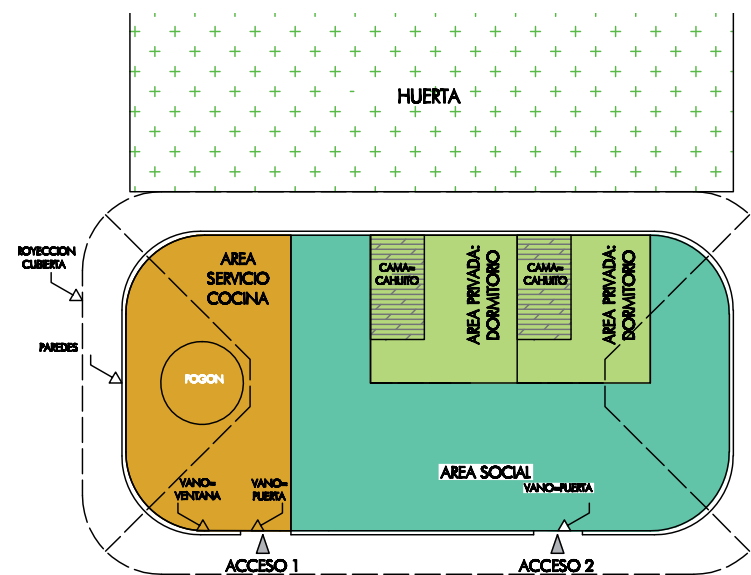 HUERTA
ROYECCION
CUBIERTA
PAREDES
AREA
SERVICIO
COCINA
FOGON
VANO=
VENTANA
VANO=
PUERTA
CAMA=
CAHUITO
AREA PRIVADA:
DORMITORIO
CAMA=
CAHUITO
AREA PRIVADA:
DORMITORIO
AREA SOCIAL
VANO=PUERTA
ACCESO 1
ACCESO 2